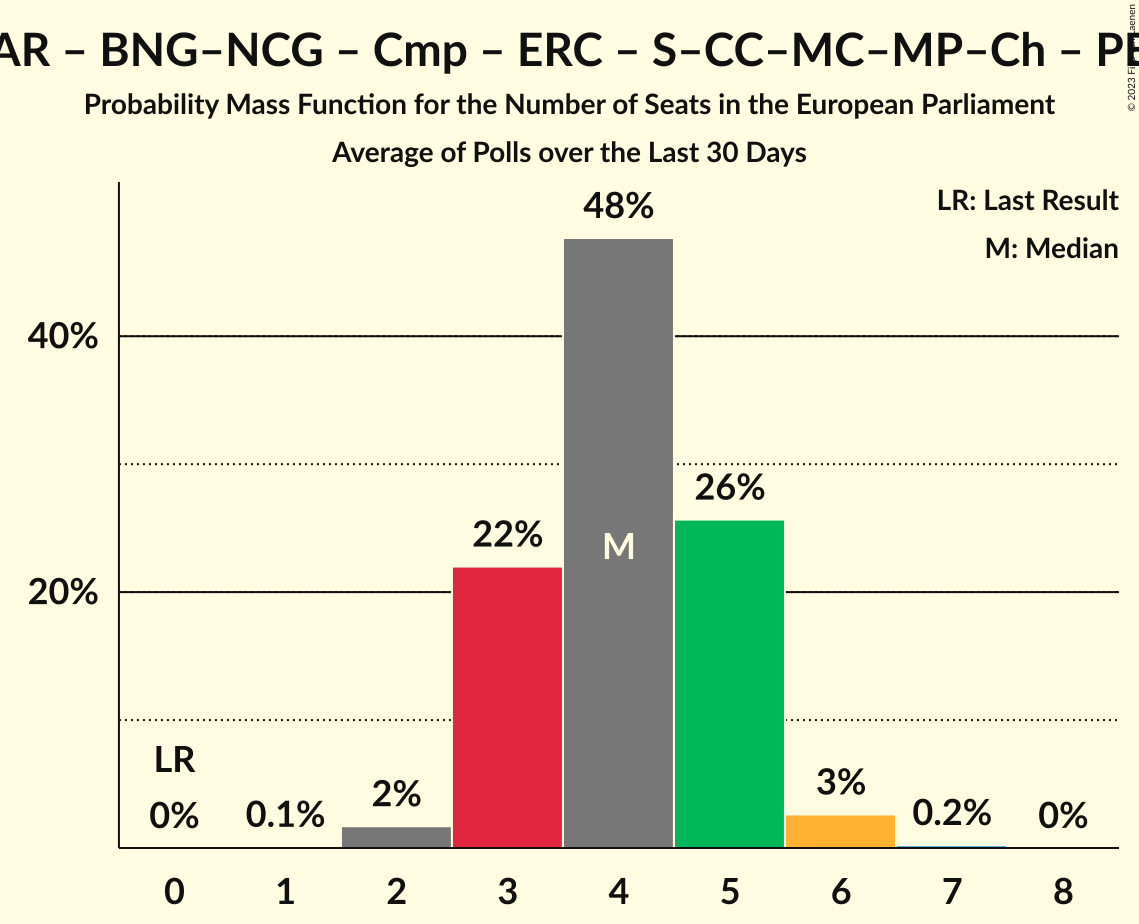 – BNG–NCG – Cmp – ERC – S–CC–MC–MP–Ch –
Probability Mass Function for the Number of Seats in the European Parliament
Average of Polls over the Last 30 Days
© 2023
LR: Last Result
M: Median
48%
40%
26%
22%
M
20%
LR
0%
0.1%
2%
3%
0.2%
0%
0 1 2 3 4 5 6 7 8